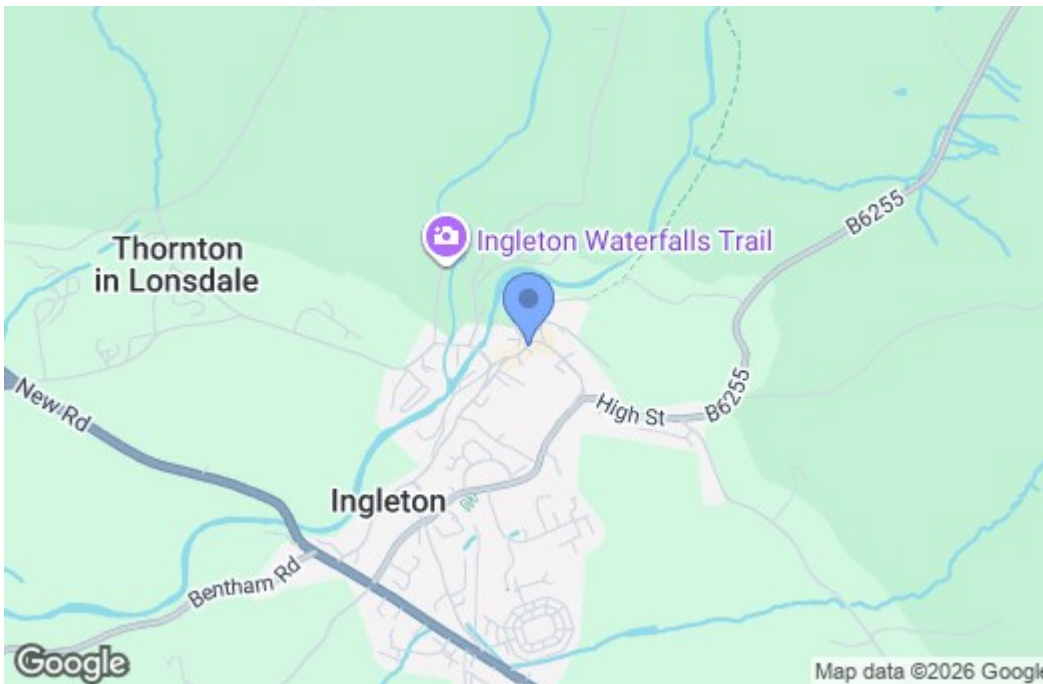 B6255
Thornton
in Lonsdale
Ingleton Waterfalls Trail
New Rd
High St
B6255
Ingleton
Bentham Rd
Google
Map data ©2026 Google